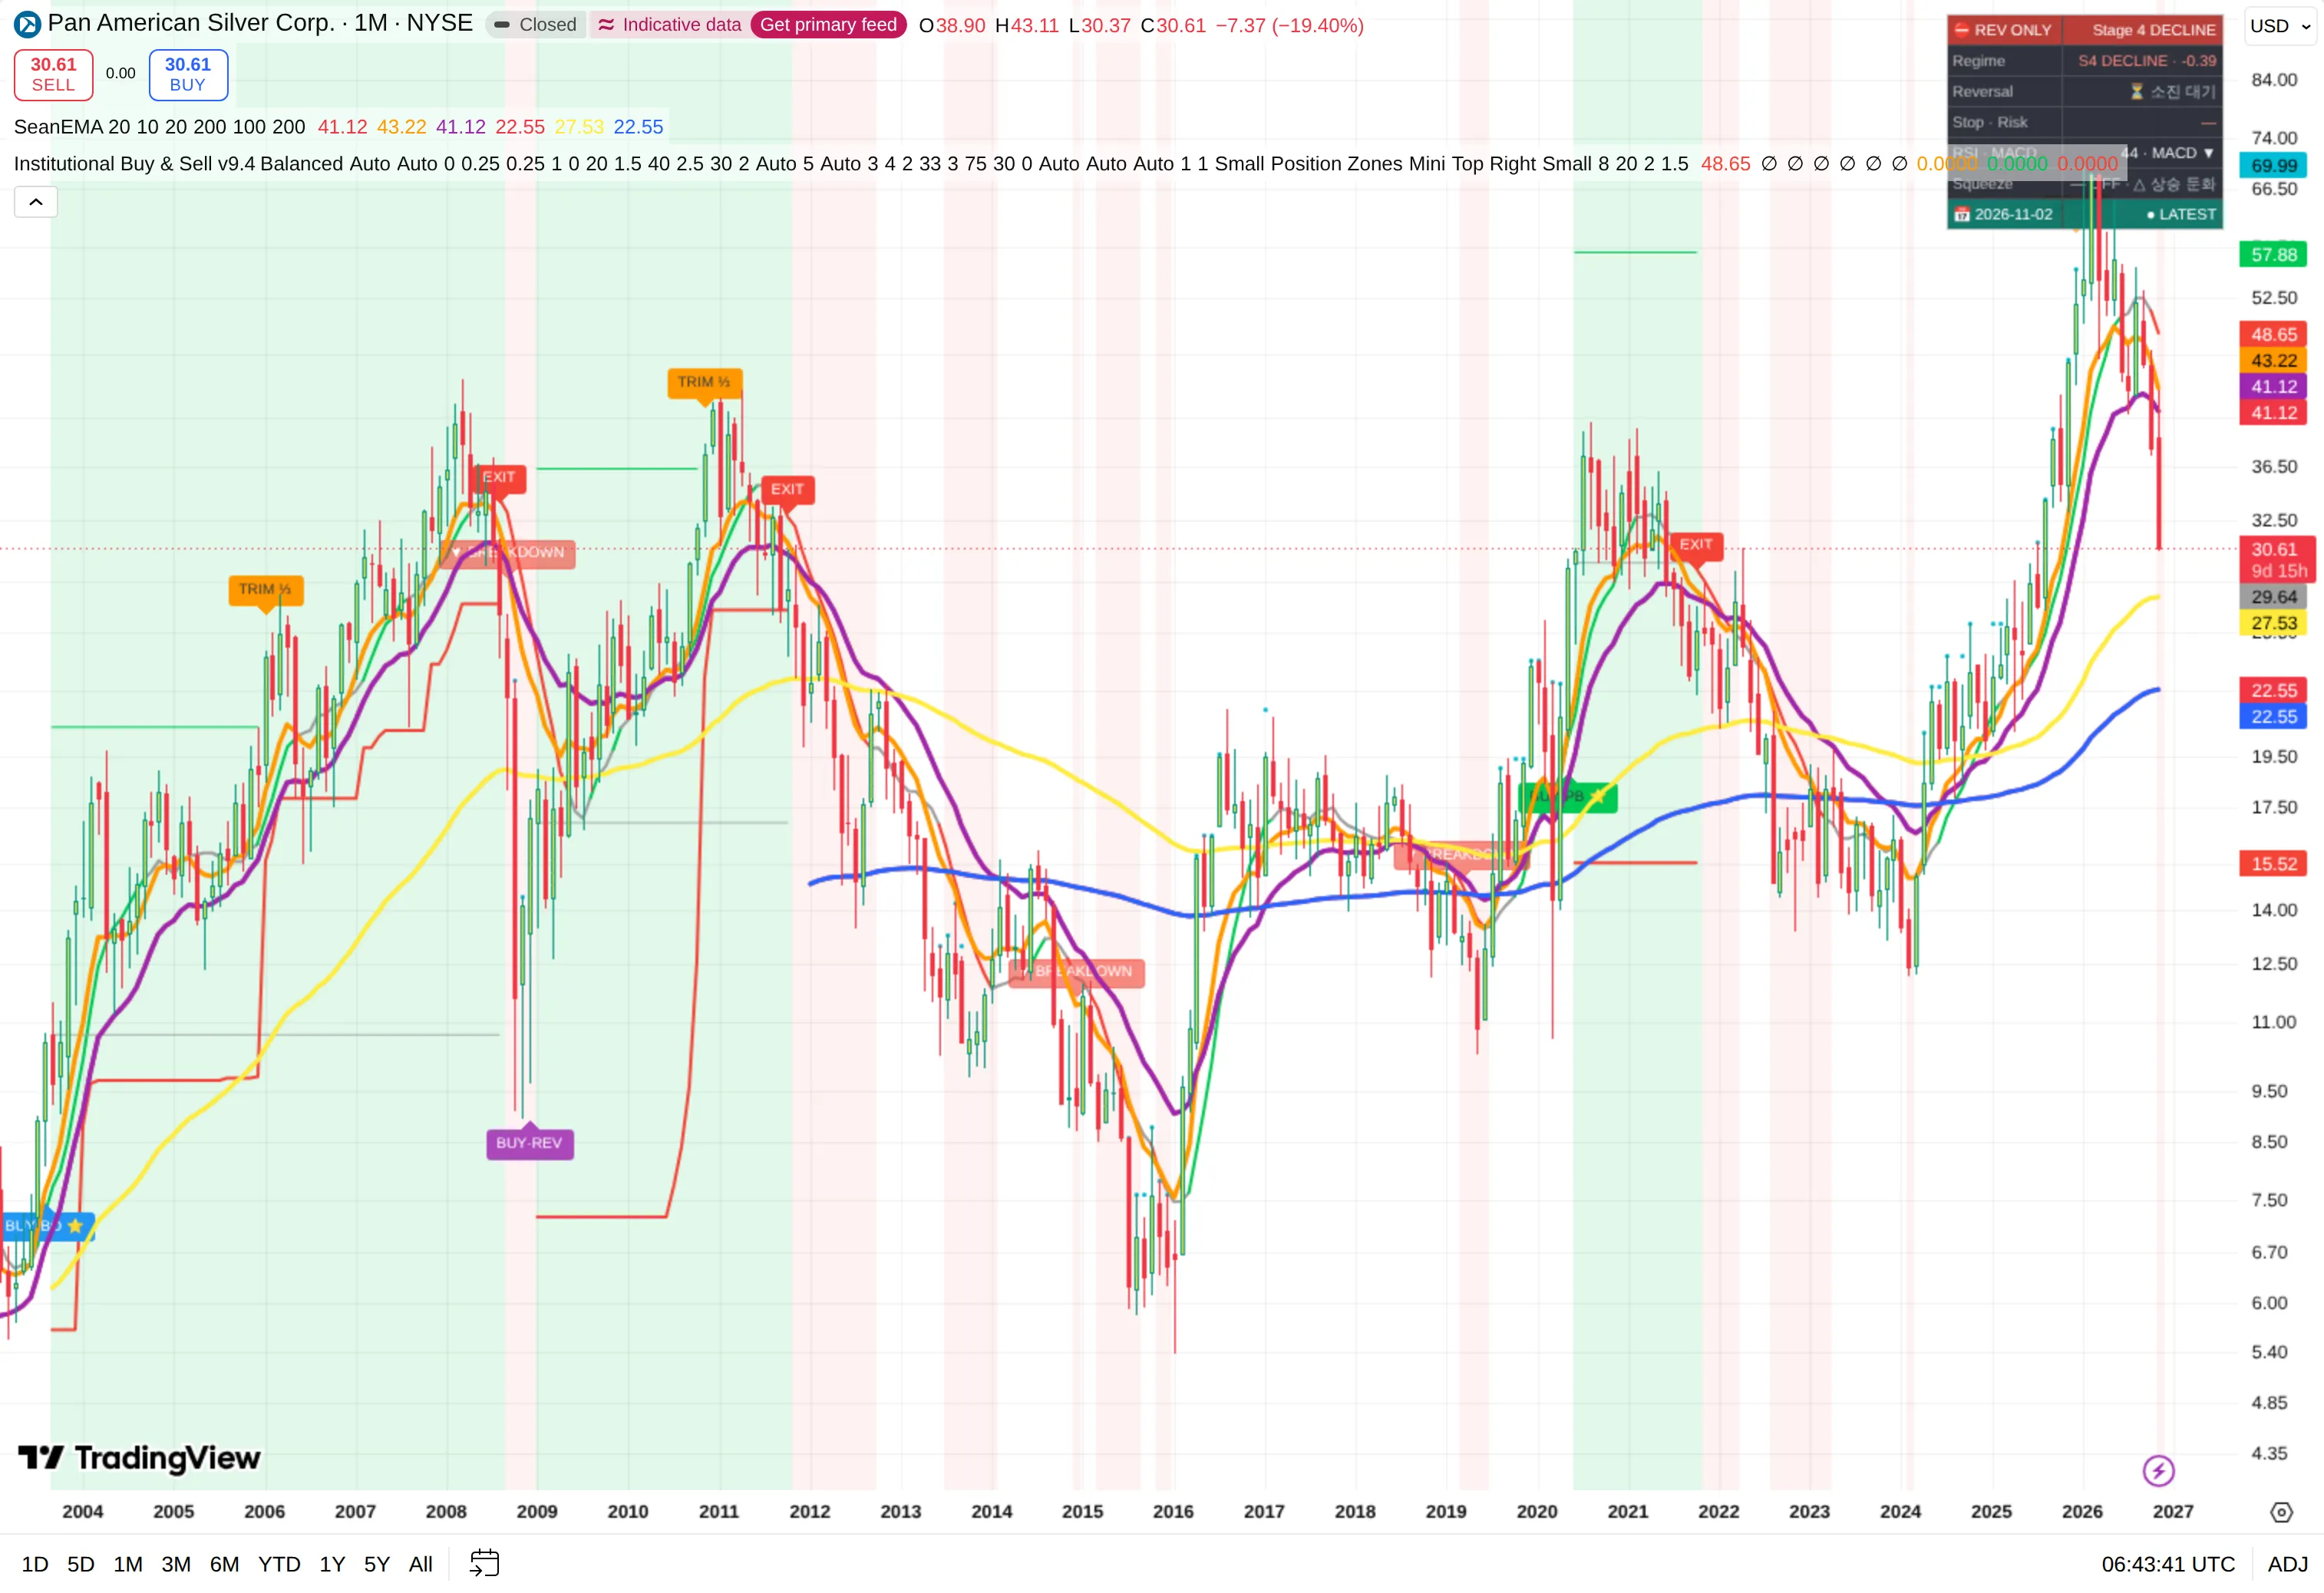 Pan American Silver Corp. · 1M · NYSE Closed Indicative data Get primary feed O38.90 H43.11 L30.37 C30.61 −7.37 (−19.40%)
30.61 SELL
0.00
30.61 BUY
SeanEMA 20 10 20 200 100 200 41.12 43.22 41.12 22.55 27.53 22.55
Institutional Buy & Sell v9.4 Balanced Auto Auto 0 0.25 0.25 1 0 20 1.5 40 2.5 30 2 Auto 5 Auto 3 4 2 33 3 75 30 0 Auto Auto Auto 1 1 Small Position Zones Mini Top Right Small 8 20 2 1.5 48.65 ∅ ∅ ∅ ∅ ∅ ∅ 0.0000 0.0000 0.0000
REV ONLY Stage 4 DECLINE
Regime S4 DECLINE · -0.39
Reversal ⏳ 소진 대기
Stop · Risk —
RSI · MACD 44 · MACD ▼
Squeeze △ 상승 둔화
2026-11-02 ● LATEST
USD
84.00
74.00
69.99
66.50
57.88
52.50
48.65
43.22
41.12
41.12
36.50
32.50
30.61
9d 15h
29.64
27.53
22.55
22.55
19.50
17.50
15.52
14.00
12.50
11.00
9.50
8.50
7.50
6.70
6.00
5.40
4.85
4.35
TRIM ⅓
EXIT
TRIM ⅓
EXIT
EXIT
BREAKDOWN
BUY-REV
TradingView
2004 2005 2006 2007 2008 2009 2010 2011 2012 2013 2014 2015 2016 2017 2018 2019 2020 2021 2022 2023 2024 2025 2026 2027
1D 5D 1M 3M 6M YTD 1Y 5Y All
06:43:41 UTC ADJ